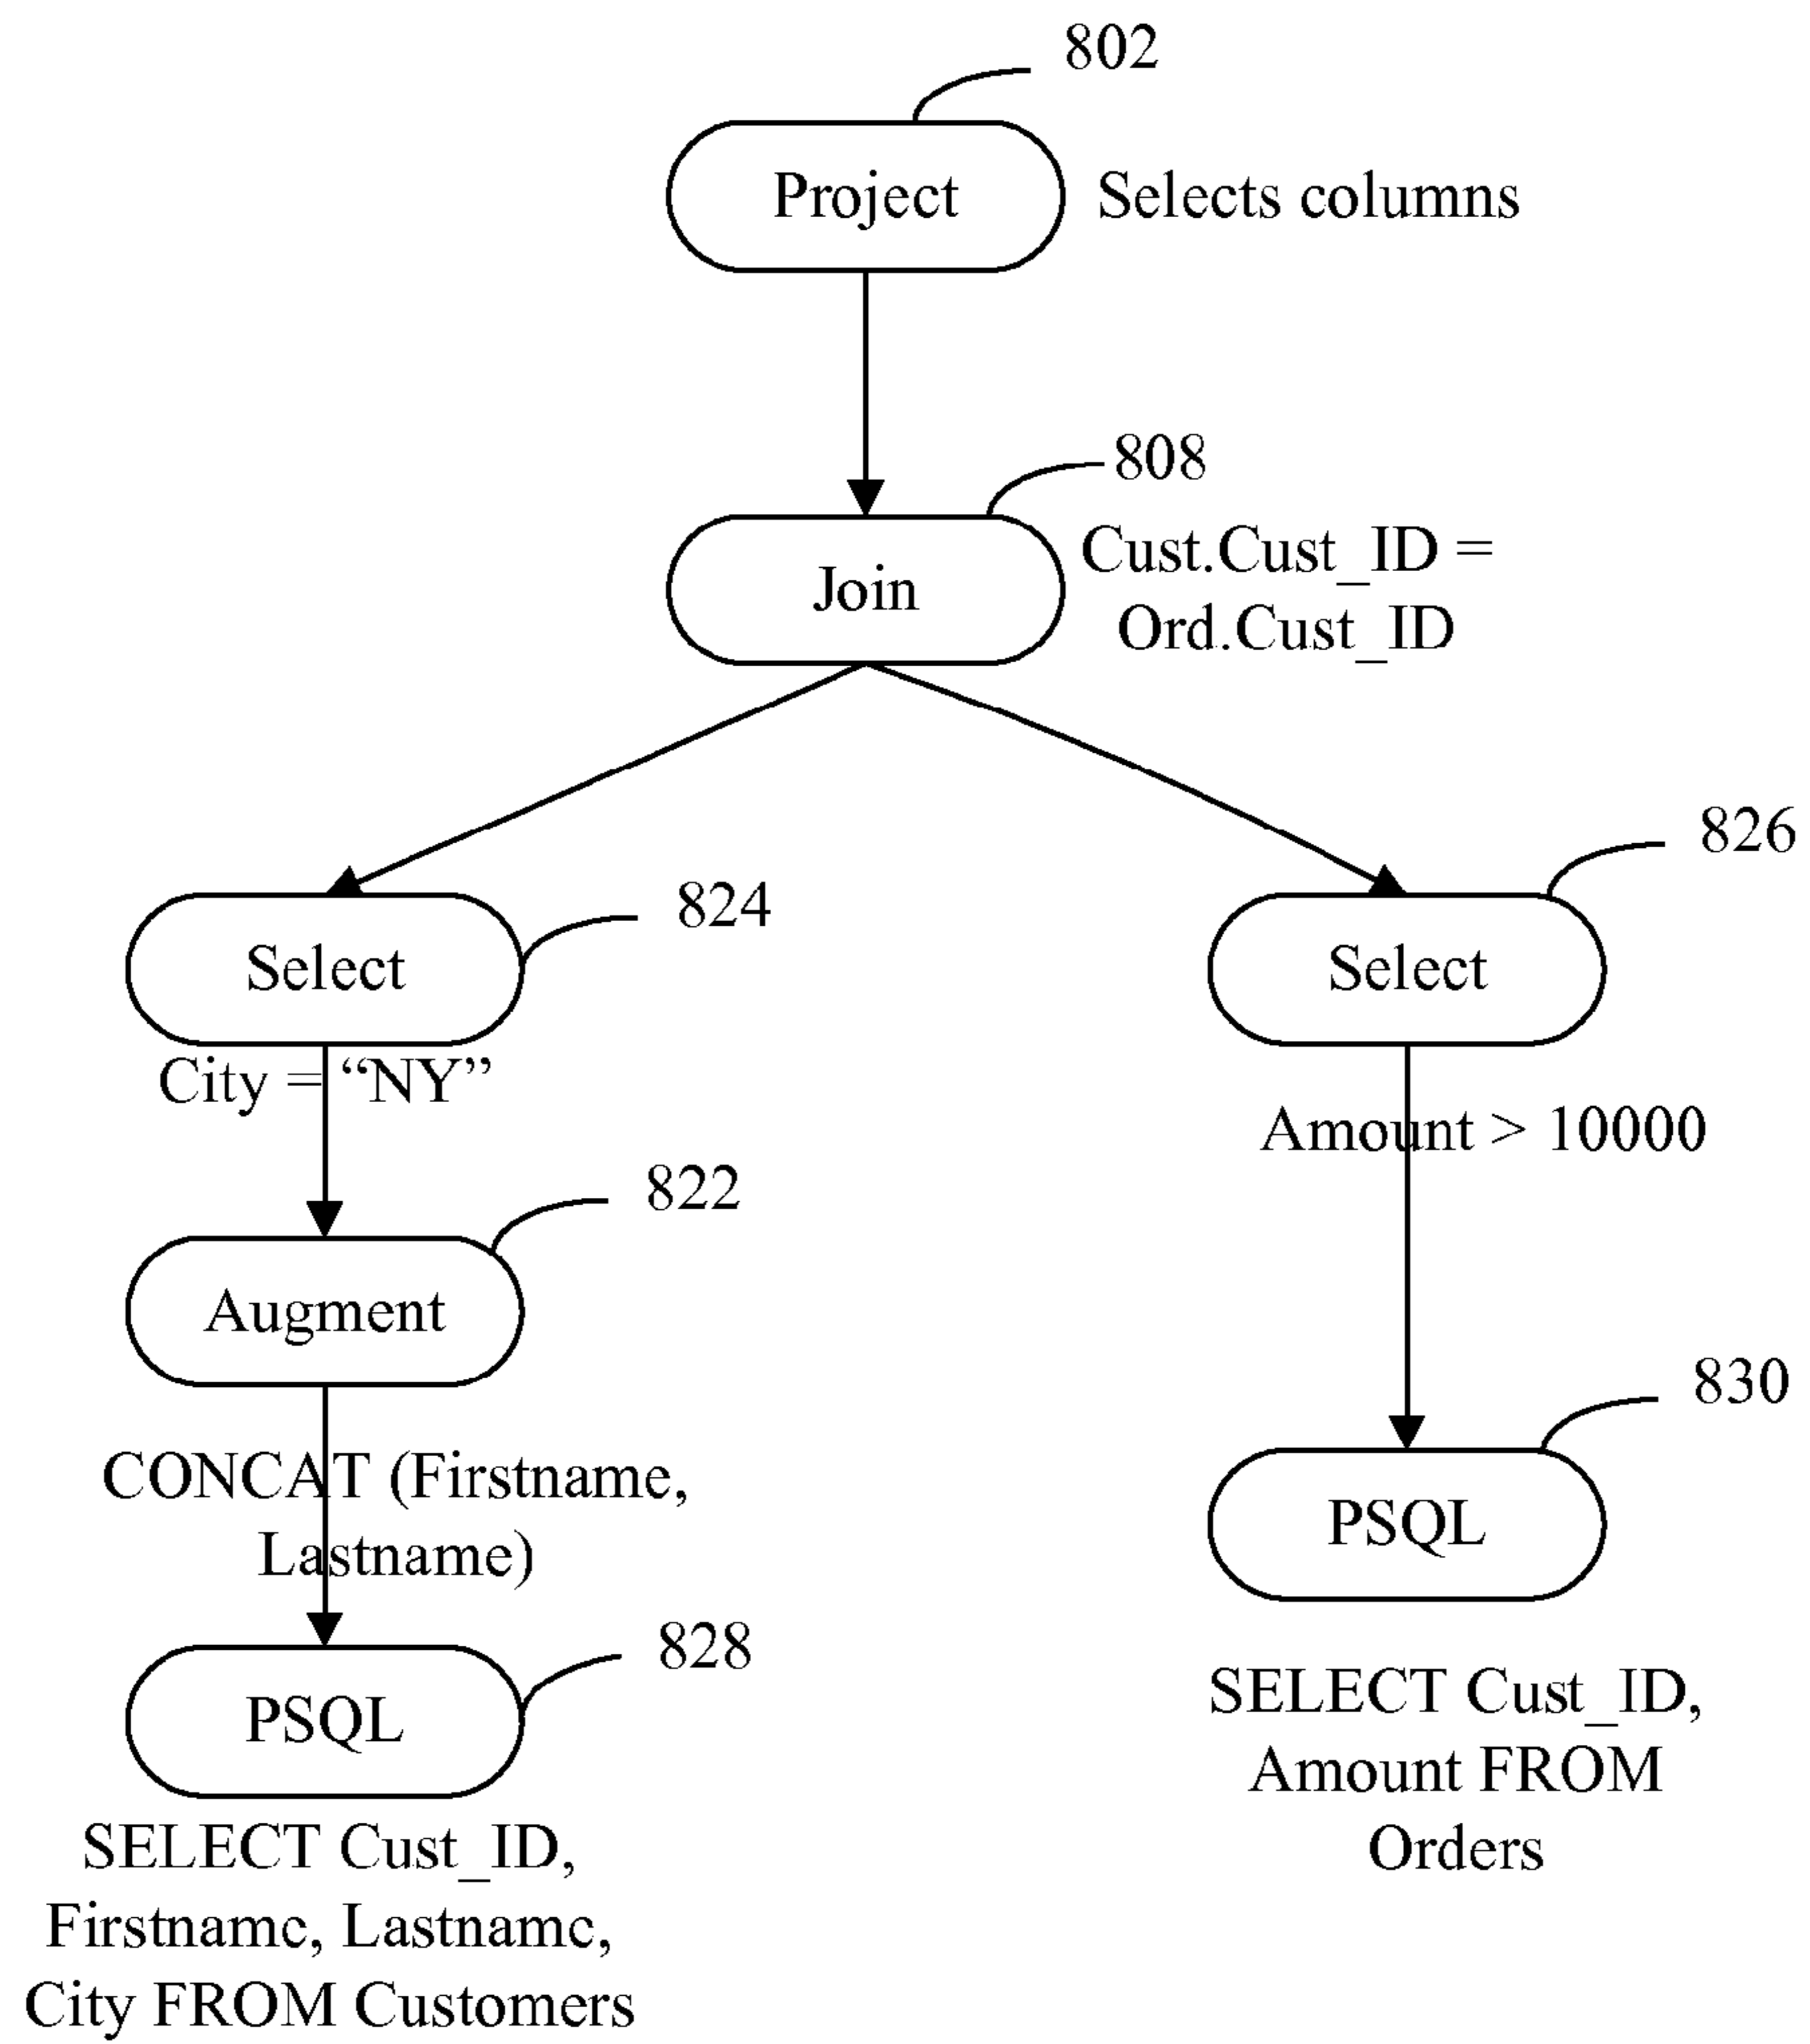 802
Project
Selects columns
808
Join
Cust.Cust_ID =
Ord.Cust_ID
824
Select
City = “NY”
826
Select
Amount > 10000
822
Augment
CONCAT (Firstname,
Lastname)
830
PSQL
SELECT Cust_ID,
Amount FROM
Orders
828
PSQL
SELECT Cust_ID,
Firstname, Lastname,
City FROM Customers